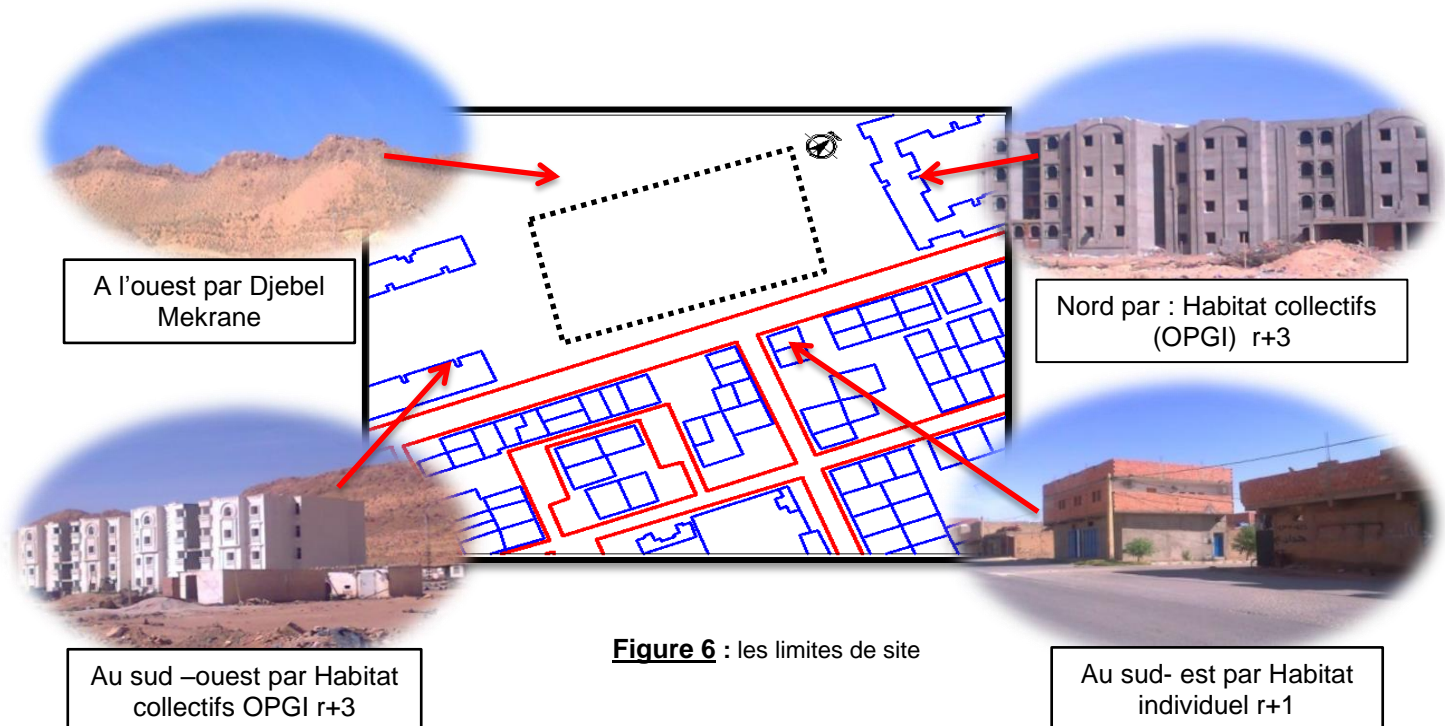 A l’ouest par Djebel
Mekrane
Nord par : Habitat collectifs
(OPGI) r+3
Figure 6 : les limites de site
Au sud –ouest par Habitat
collectifs OPGI r+3
Au sud- est par Habitat
individuel r+1